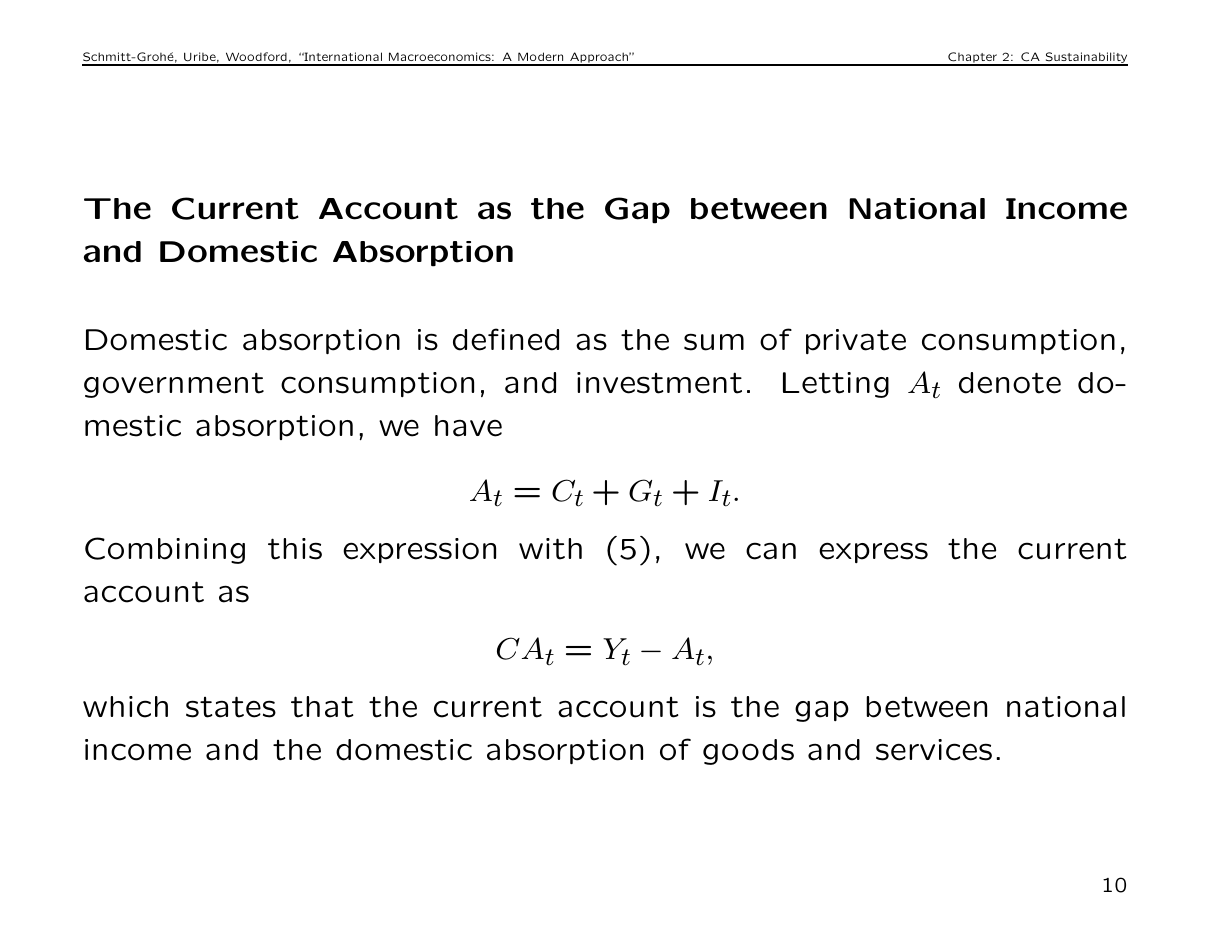 Schmitt-Grohé, Uribe, Woodford, “International Macroeconomics: A Modern Approach” Chapter 2: CA Sustainability
The Current Account as the Gap between National Income
and Domestic Absorption
Domestic absorption is defined as the sum of private consumption,
government consumption, and investment. Letting A_t denote do-
mestic absorption, we have
A_t = C_t + G_t + I_t.
Combining this expression with (5), we can express the current
account as
CA_t = Y_t − A_t,
which states that the current account is the gap between national
income and the domestic absorption of goods and services.
10